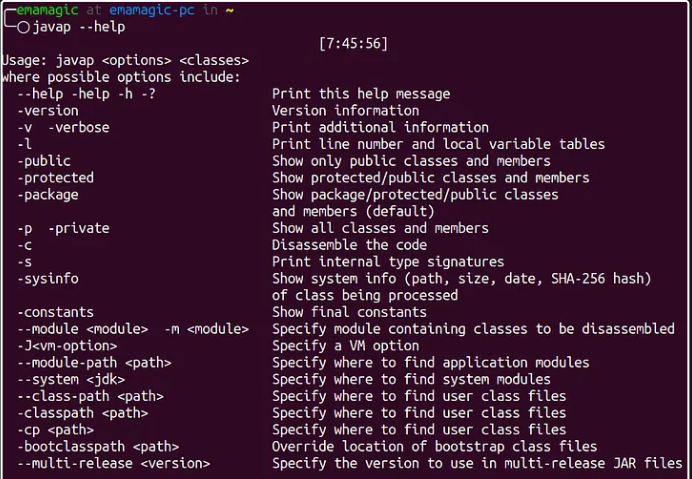 emamagic at emamagic-pc in ~
javap --help
[7:45:56]
Usage: javap <options> <classes>
where possible options include:
--help -help -h -? Print this help message
-version Version information
-v -verbose Print additional information
-l Print line number and local variable tables
-public Show only public classes and members
-protected Show protected/public classes and members
-package Show package/protected/public classes
and members (default)
-p -private Show all classes and members
-c Disassemble the code
-s Print internal type signatures
-sysinfo Show system info (path, size, date, SHA-256 hash)
of class being processed
-constants Show final constants
--module <module> -m <module> Specify module containing classes to be disassembled
-J<vm-option> Specify a VM option
--module-path <path> Specify where to find application modules
--system <jdk> Specify where to find system modules
--class-path <path> Specify where to find user class files
-classpath <path> Specify where to find user class files
-cp <path> Specify where to find user class files
-bootclasspath <path> Override location of bootstrap class files
--multi-release <version> Specify the version to use in multi-release JAR files